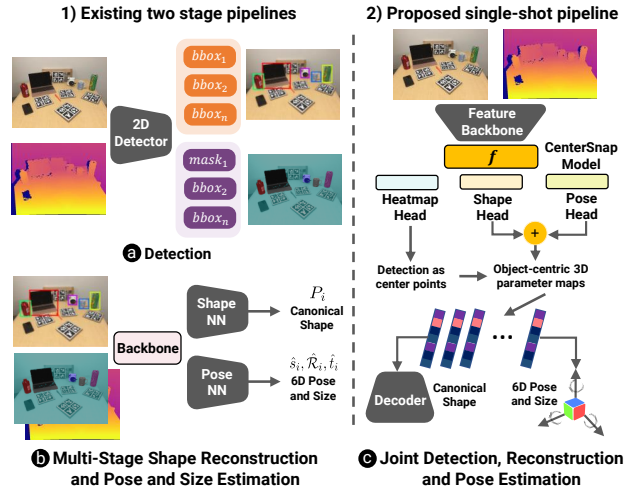 1) Existing two stage pipelines
2D
Detector
bbox₁
bbox₂
bboxₙ
mask₁
bbox₂
bboxₙ
a Detection
Backbone
Shape
NN
Pose
NN
Pᵢ
Canonical
Shape
ŝᵢ, R̂ᵢ, t̂ᵢ
6D Pose
and Size
b Multi-Stage Shape Reconstruction
and Pose and Size Estimation
2) Proposed single-shot pipeline
Feature
Backbone
f
CenterSnap
Model
Heatmap
Head
Shape
Head
Pose
Head
+
Detection as
center points
Object-centric 3D
parameter maps
...
Decoder
Canonical
Shape
6D Pose
and Size
c Joint Detection, Reconstruction
and Pose Estimation